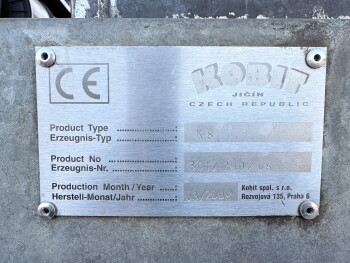 CE
KOBIT
JIČÍN
CZECH REPUBLIC
Product Type
Erzeugnis-Typ
Product No
Erzeugnis-Nr.
Production Month/Year
Hersteli-Monat/Jahr
Kobit spol. s r.o.
Rozvojová 135, Praha 6